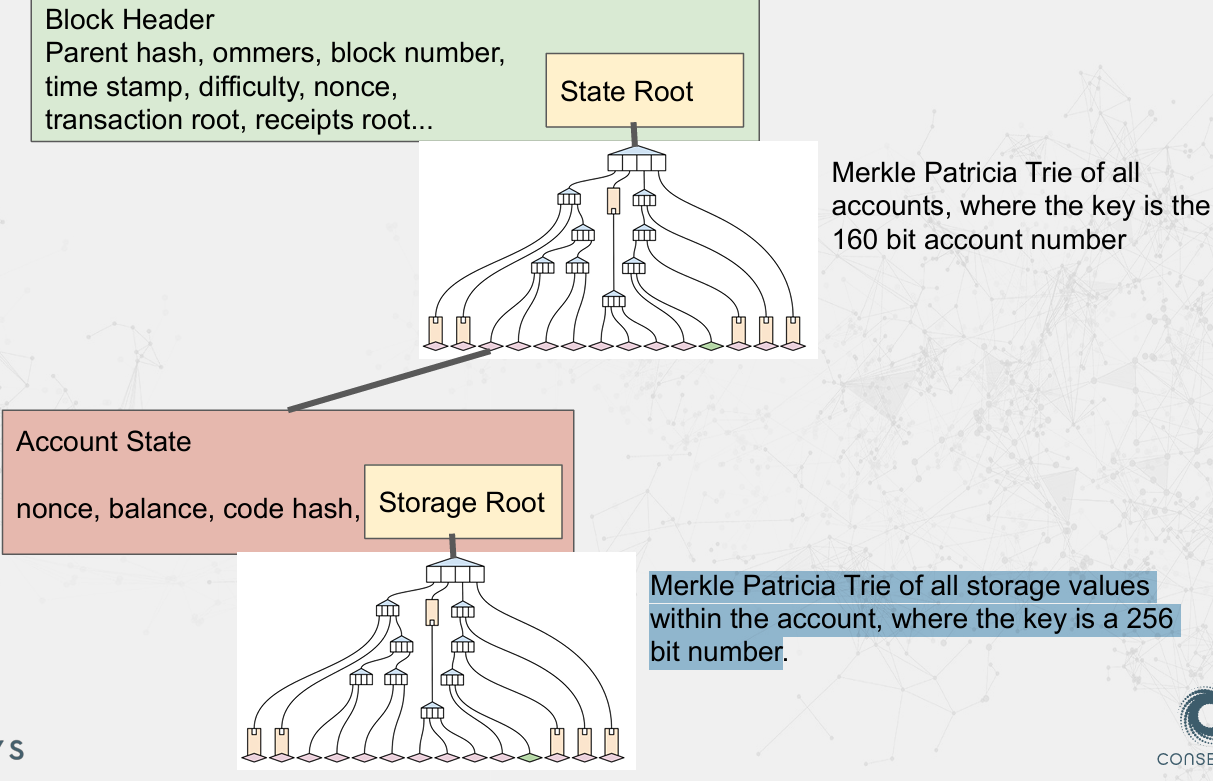 Block Header
Parent hash, ommers, block number,
time stamp, difficulty, nonce,
transaction root, receipts root...
State Root
Merkle Patricia Trie of all
accounts, where the key is the
160 bit account number
Account State
nonce, balance, code hash,
Storage Root
Merkle Patricia Trie of all storage values
within the account, where the key is a 256
bit number.
YS
CONSE